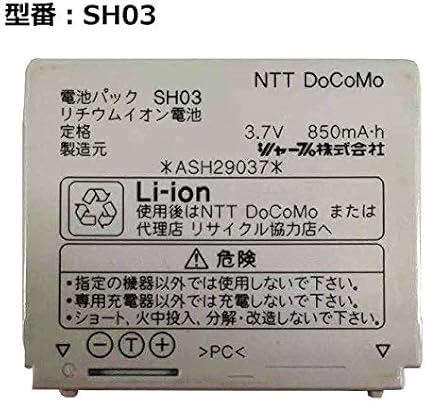 型番：SH03
NTT DoCoMo
電池パック SH03
リチウムイオン電池
定格 3.7V 850mA·h
製造元 シャープ株式会社
*ASH29037*
Li-ion
使用後はNTT DoCoMo または
代理店 リサイクル協力店へ
⚠ 危険
・指定の機器以外では使用しないで下さい。
・専用充電器以外では充電しないで下さい。
・ショート、火中投入、分解・改造しないで下さい。
▽ − T + >PC< ▽